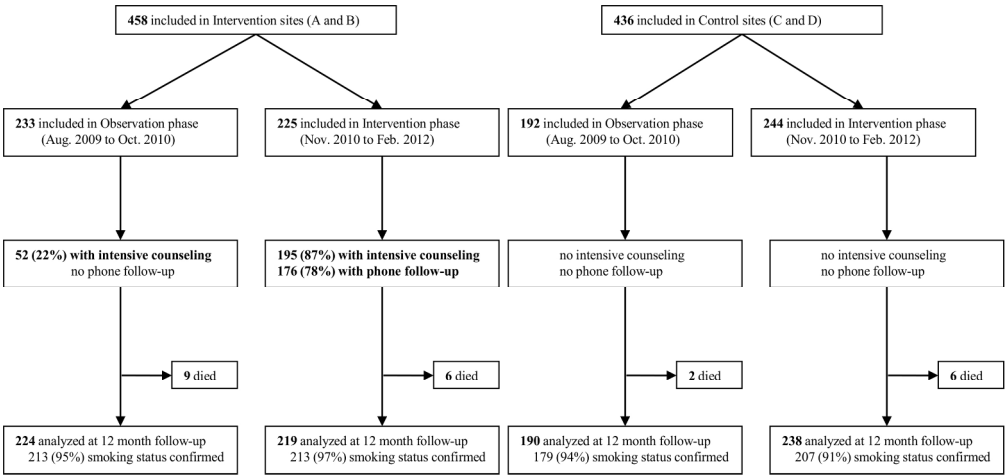 458 included in Intervention sites (A and B)
436 included in Control sites (C and D)
233 included in Observation phase
(Aug. 2009 to Oct. 2010)
225 included in Intervention phase
(Nov. 2010 to Feb. 2012)
192 included in Observation phase
(Aug. 2009 to Oct. 2010)
244 included in Intervention phase
(Nov. 2010 to Feb. 2012)
52 (22%) with intensive counseling
no phone follow-up
195 (87%) with intensive counseling
176 (78%) with phone follow-up
no intensive counseling
no phone follow-up
no intensive counseling
no phone follow-up
9 died
6 died
2 died
6 died
224 analyzed at 12 month follow-up
213 (95%) smoking status confirmed
219 analyzed at 12 month follow-up
213 (97%) smoking status confirmed
190 analyzed at 12 month follow-up
179 (94%) smoking status confirmed
238 analyzed at 12 month follow-up
207 (91%) smoking status confirmed